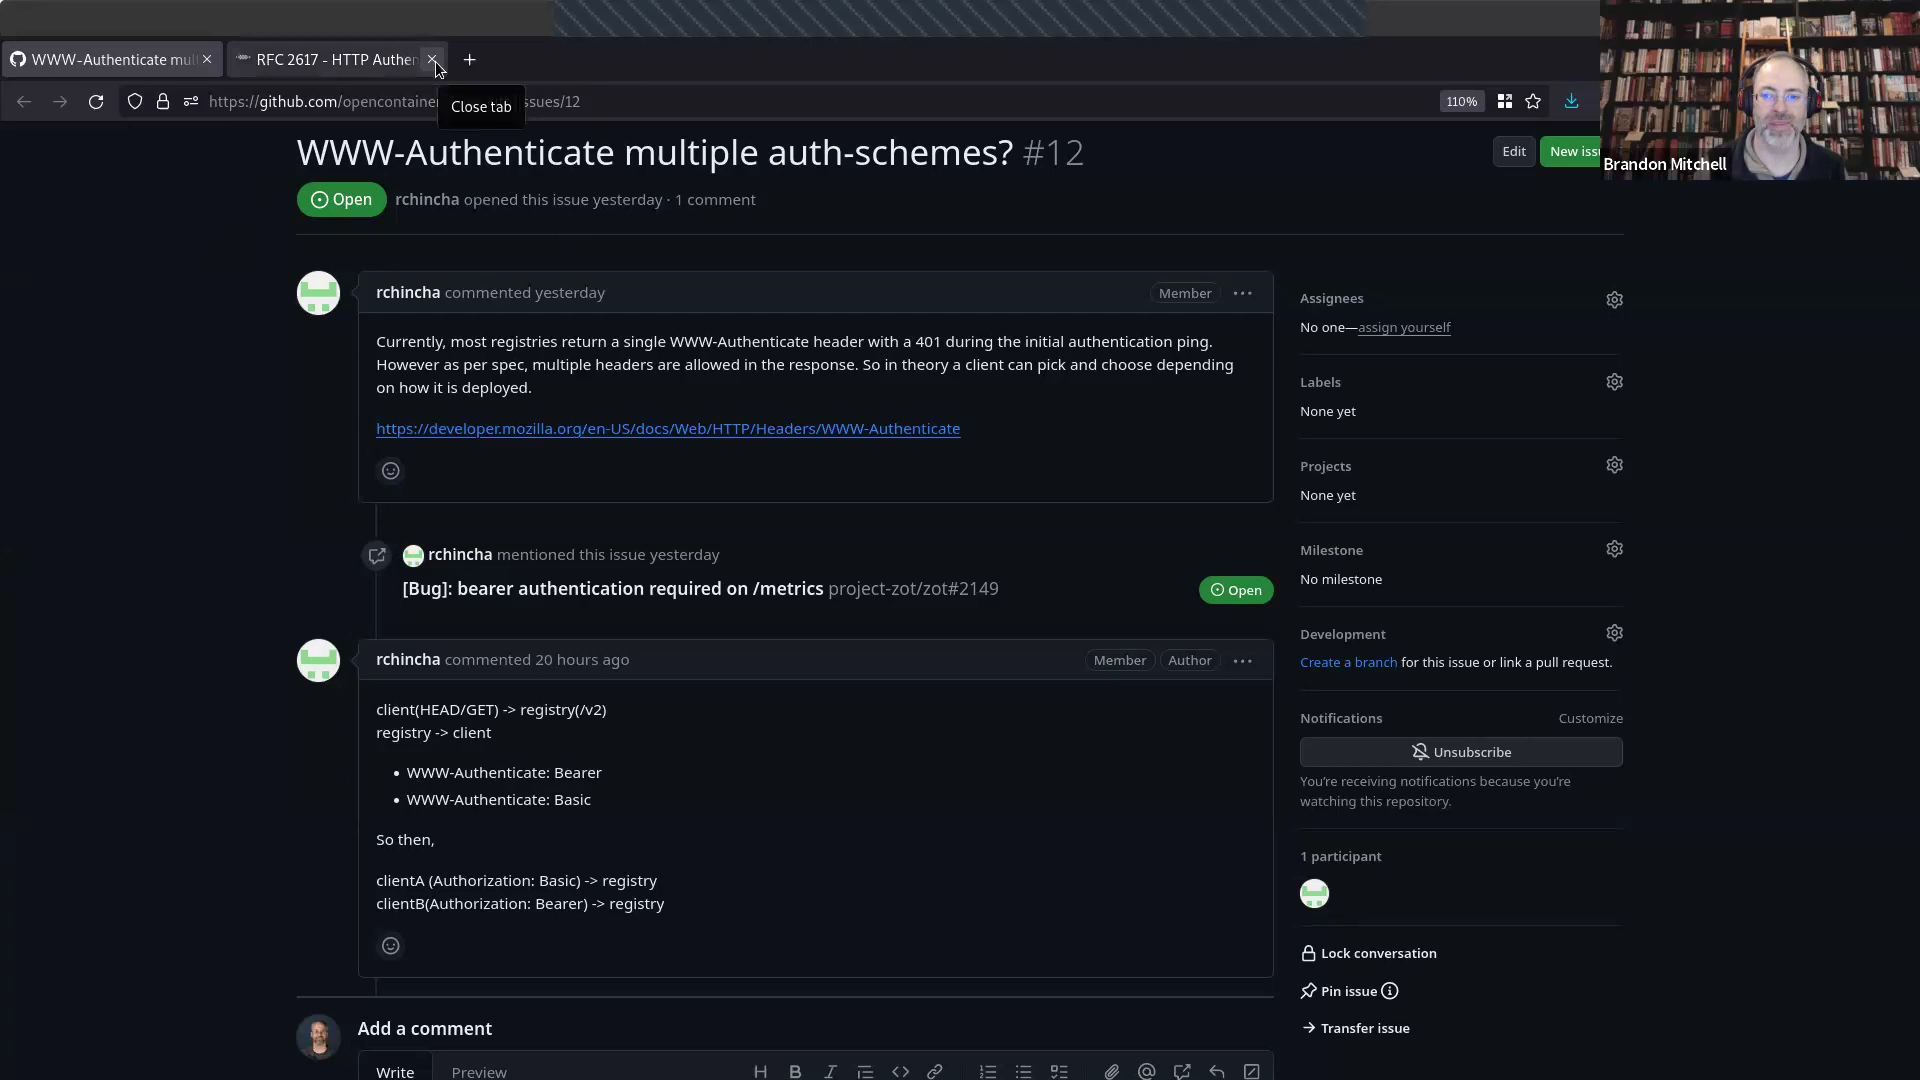 WWW-Authenticate mul
RFC 2617 - HTTP Authen
https://github.com/opencontainer
ssues/12
Close tab
110%
WWW-Authenticate multiple auth-schemes? #12
Edit
New iss
Brandon Mitchell
Open
rchincha opened this issue yesterday · 1 comment
rchincha commented yesterday
Member
Currently, most registries return a single WWW-Authenticate header with a 401 during the initial authentication ping.
However as per spec, multiple headers are allowed in the response. So in theory a client can pick and choose depending
on how it is deployed.
https://developer.mozilla.org/en-US/docs/Web/HTTP/Headers/WWW-Authenticate
rchincha mentioned this issue yesterday
[Bug]: bearer authentication required on /metrics project-zot/zot#2149
Open
rchincha commented 20 hours ago
Member
Author
client(HEAD/GET) -> registry(/v2)
registry -> client
• WWW-Authenticate: Bearer
• WWW-Authenticate: Basic
So then,
clientA (Authorization: Basic) -> registry
clientB(Authorization: Bearer) -> registry
Add a comment
Write
Preview
Assignees
No one—assign yourself
Labels
None yet
Projects
None yet
Milestone
No milestone
Development
Create a branch for this issue or link a pull request.
Notifications
Customize
Unsubscribe
You're receiving notifications because you're
watching this repository.
1 participant
Lock conversation
Pin issue
Transfer issue